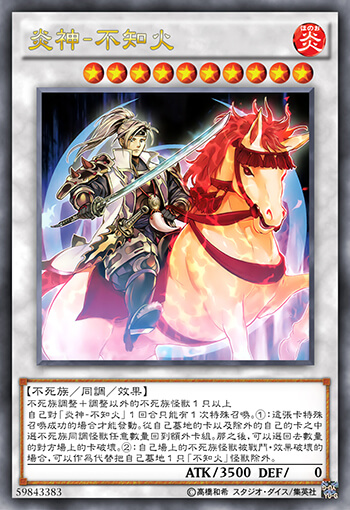 炎神-不知火
ほのお
炎
【不死族／同調／效果】
不死族調整＋調整以外的不死族怪獸１只以上
自己對「炎神-不知火」１回合只能有１次特殊召喚。①：這張卡特殊
召喚成功的場合才能發動。從自己墓地的卡以及除外的自己的卡之中
選不死族同調怪獸任意數量回到額外卡組。那之後，可以選回去數量
的對方場上的卡破壞。②：自己場上的不死族怪獸被戰鬥・效果破壞的
場合，可以作為代替把自己墓地１只「不知火」怪獸除外。
ATK/3500 DEF/ 0
59843383
©高橋和希 スタジオ・ダイス/集英社